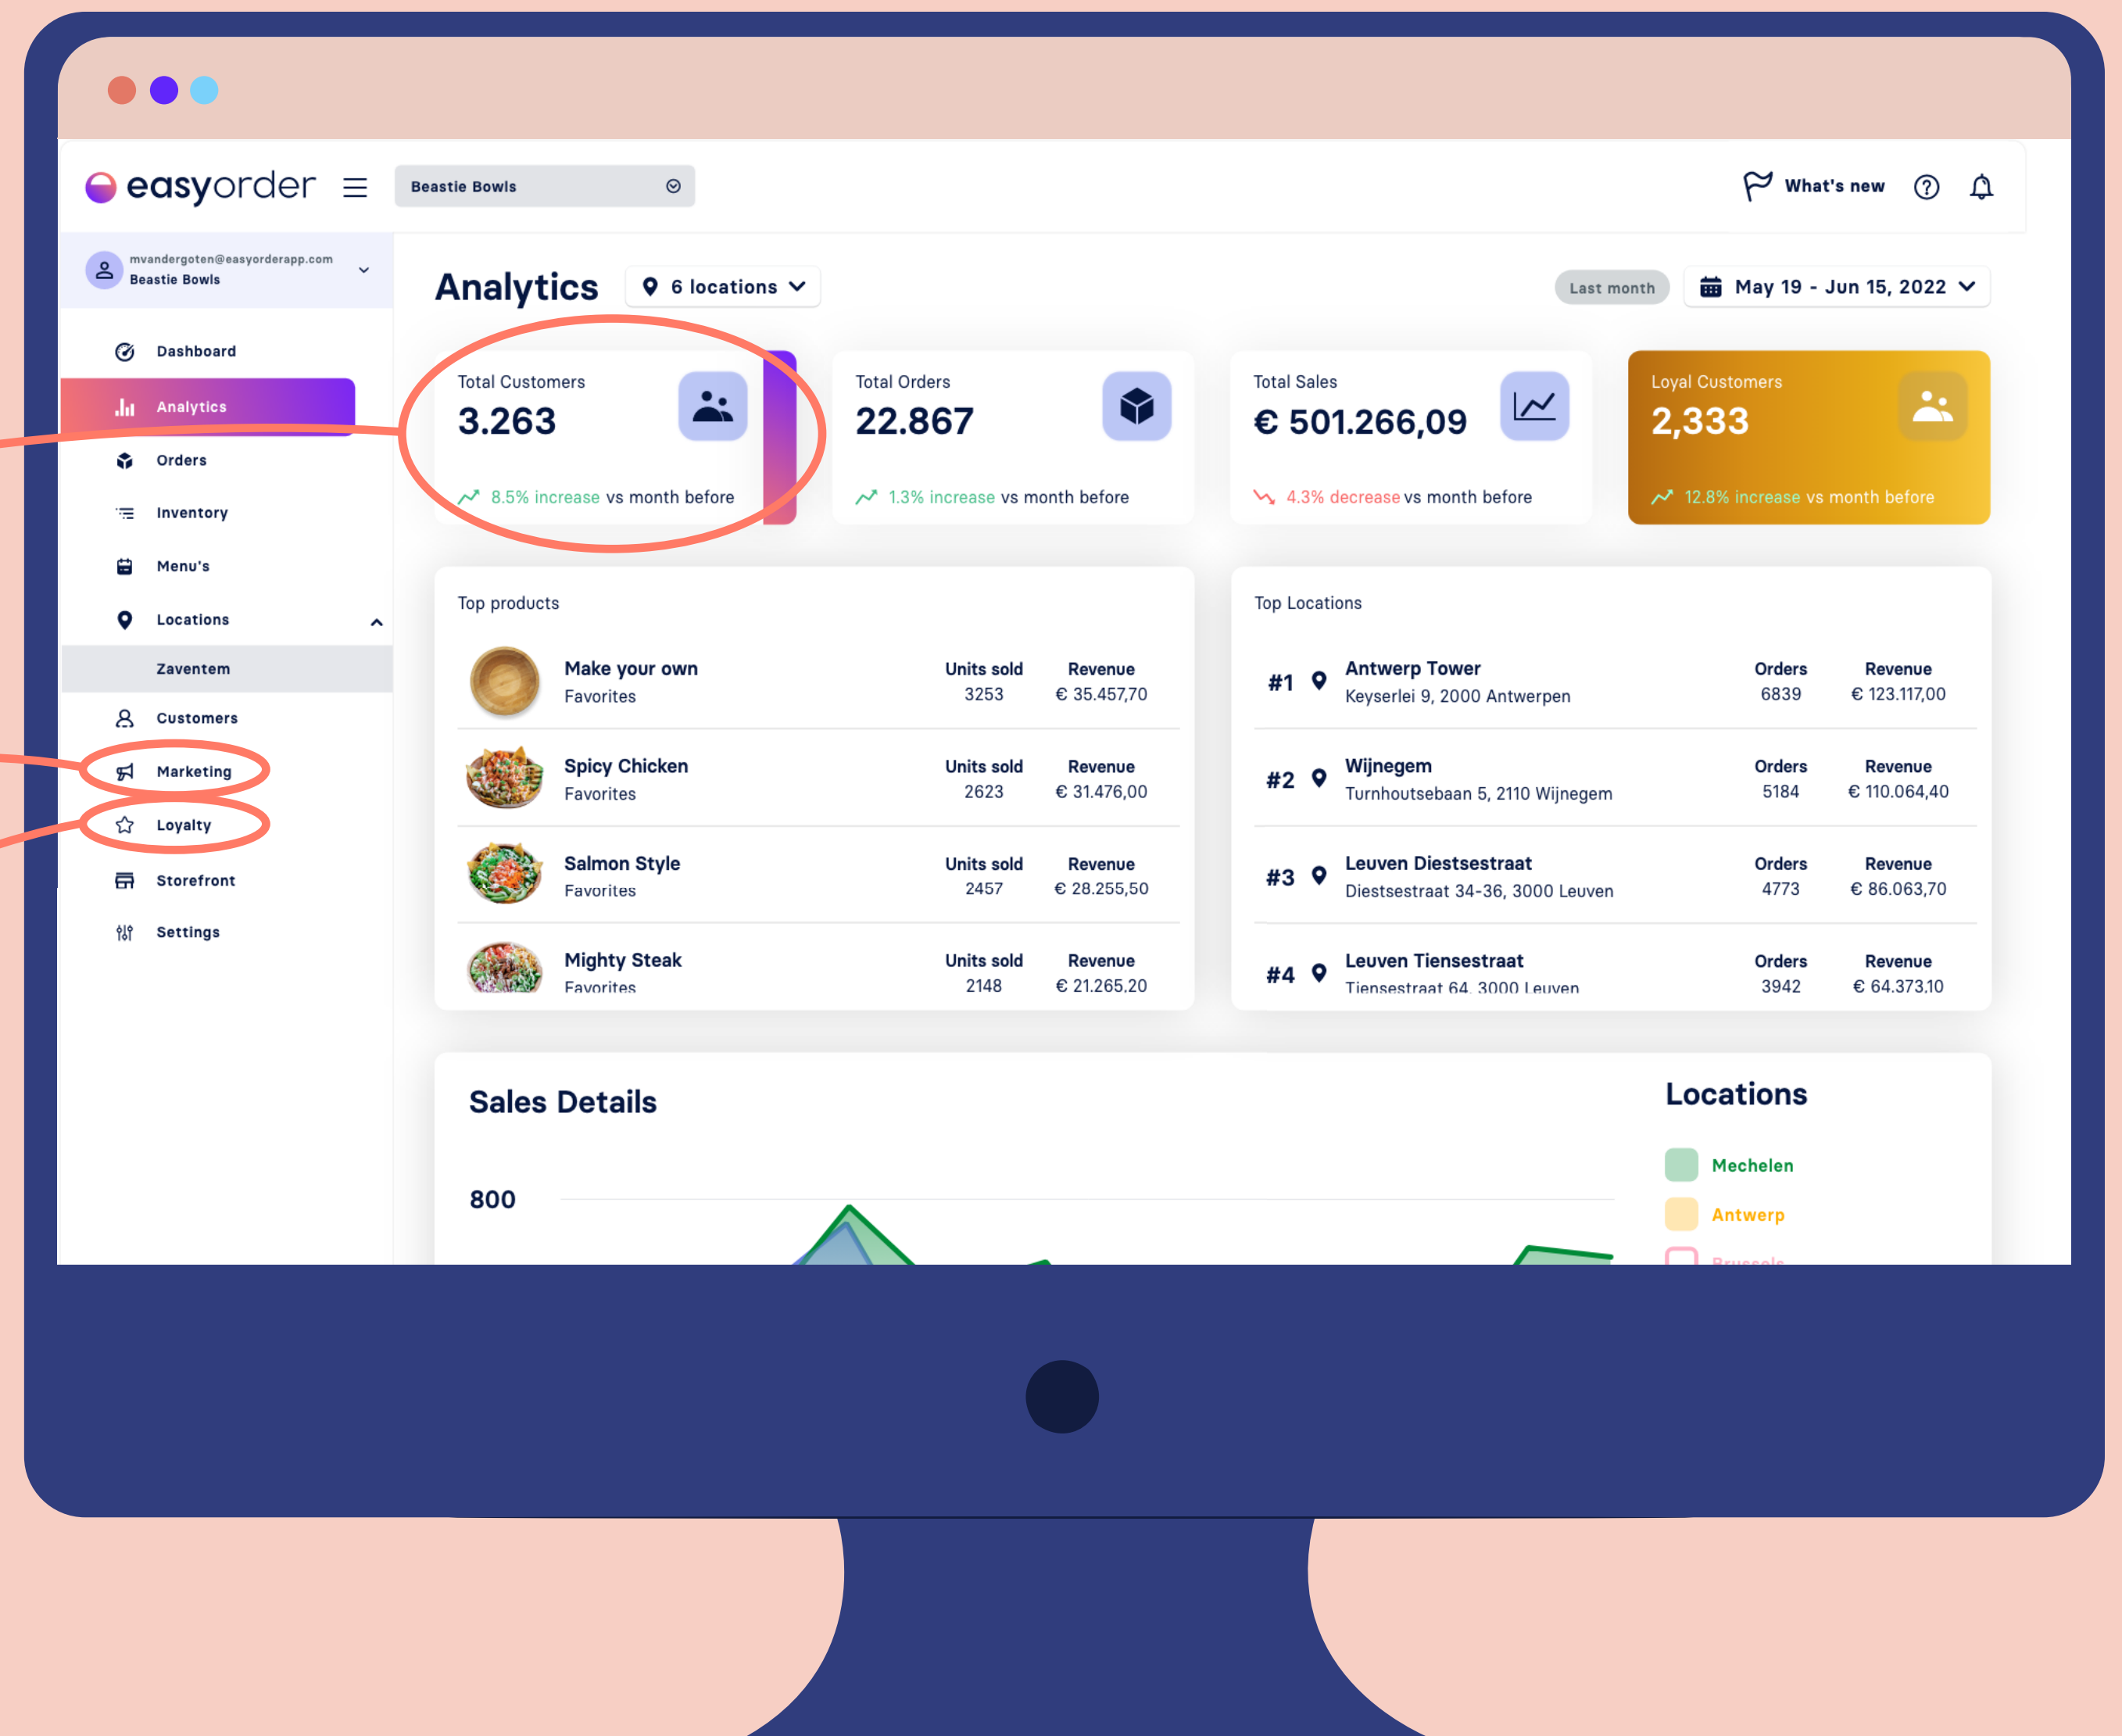 easyorder
Beastie Bowls
What's new
mvandergoten@easyorderapp.com
Beastie Bowls
Dashboard
Analytics
Orders
Inventory
Menu's
Locations
Zaventem
Customers
Marketing
Loyalty
Storefront
Settings
Analytics
6 locations
Last month
May 19 - Jun 15, 2022
Total Customers
3.263
8.5% increase vs month before
Total Orders
22.867
1.3% increase vs month before
Total Sales
€ 501.266,09
4.3% decrease vs month before
Loyal Customers
2,333
12.8% increase vs month before
Top products
Make your own Units sold Revenue
Favorites 3253 € 35.457,70
Spicy Chicken Units sold Revenue
Favorites 2623 € 31.476,00
Salmon Style Units sold Revenue
Favorites 2457 € 28.255,50
Mighty Steak Units sold Revenue
Favorites 2148 € 21.265,20
Top Locations
#1 Antwerp Tower Orders Revenue
Keyserlei 9, 2000 Antwerpen 6839 € 123.117,00
#2 Wijnegem Orders Revenue
Turnhoutsebaan 5, 2110 Wijnegem 5184 € 110.064,40
#3 Leuven Diestsestraat Orders Revenue
Diestsestraat 34-36, 3000 Leuven 4773 € 86.063,70
#4 Leuven Tiensestraat Orders Revenue
Tiensestraat 64, 3000 Leuven 3942 € 64.373,10
Sales Details
800
Locations
Mechelen
Antwerp
Brussels